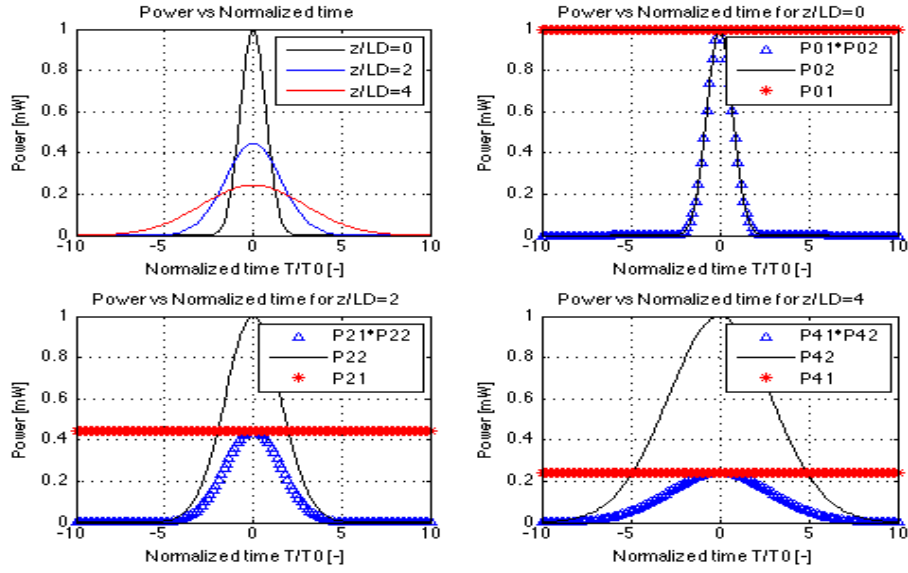 Power vs Normalized time
1
0.8
0.6
0.4
0.2
0
-10
-5
0
5
10
Power [mW]
Normalized time T/T0 [-]
z/LD=0
z/LD=2
z/LD=4
Power vs Normalized time for z/LD=0
1
0.8
0.6
0.4
0.2
0
-10
-5
0
5
10
Power [mW]
Normalized time T/T0 [-]
P01*P02
P02
P01
Power vs Normalized time for z/LD=2
1
0.8
0.6
0.4
0.2
0
-10
-5
0
5
10
Power [mW]
Normalized time T/T0 [-]
P21*P22
P22
P21
Power vs Normalized time for z/LD=4
1
0.8
0.6
0.4
0.2
0
-10
-5
0
5
10
Power [mW]
Normalized time T/T0 [-]
P41*P42
P42
P41